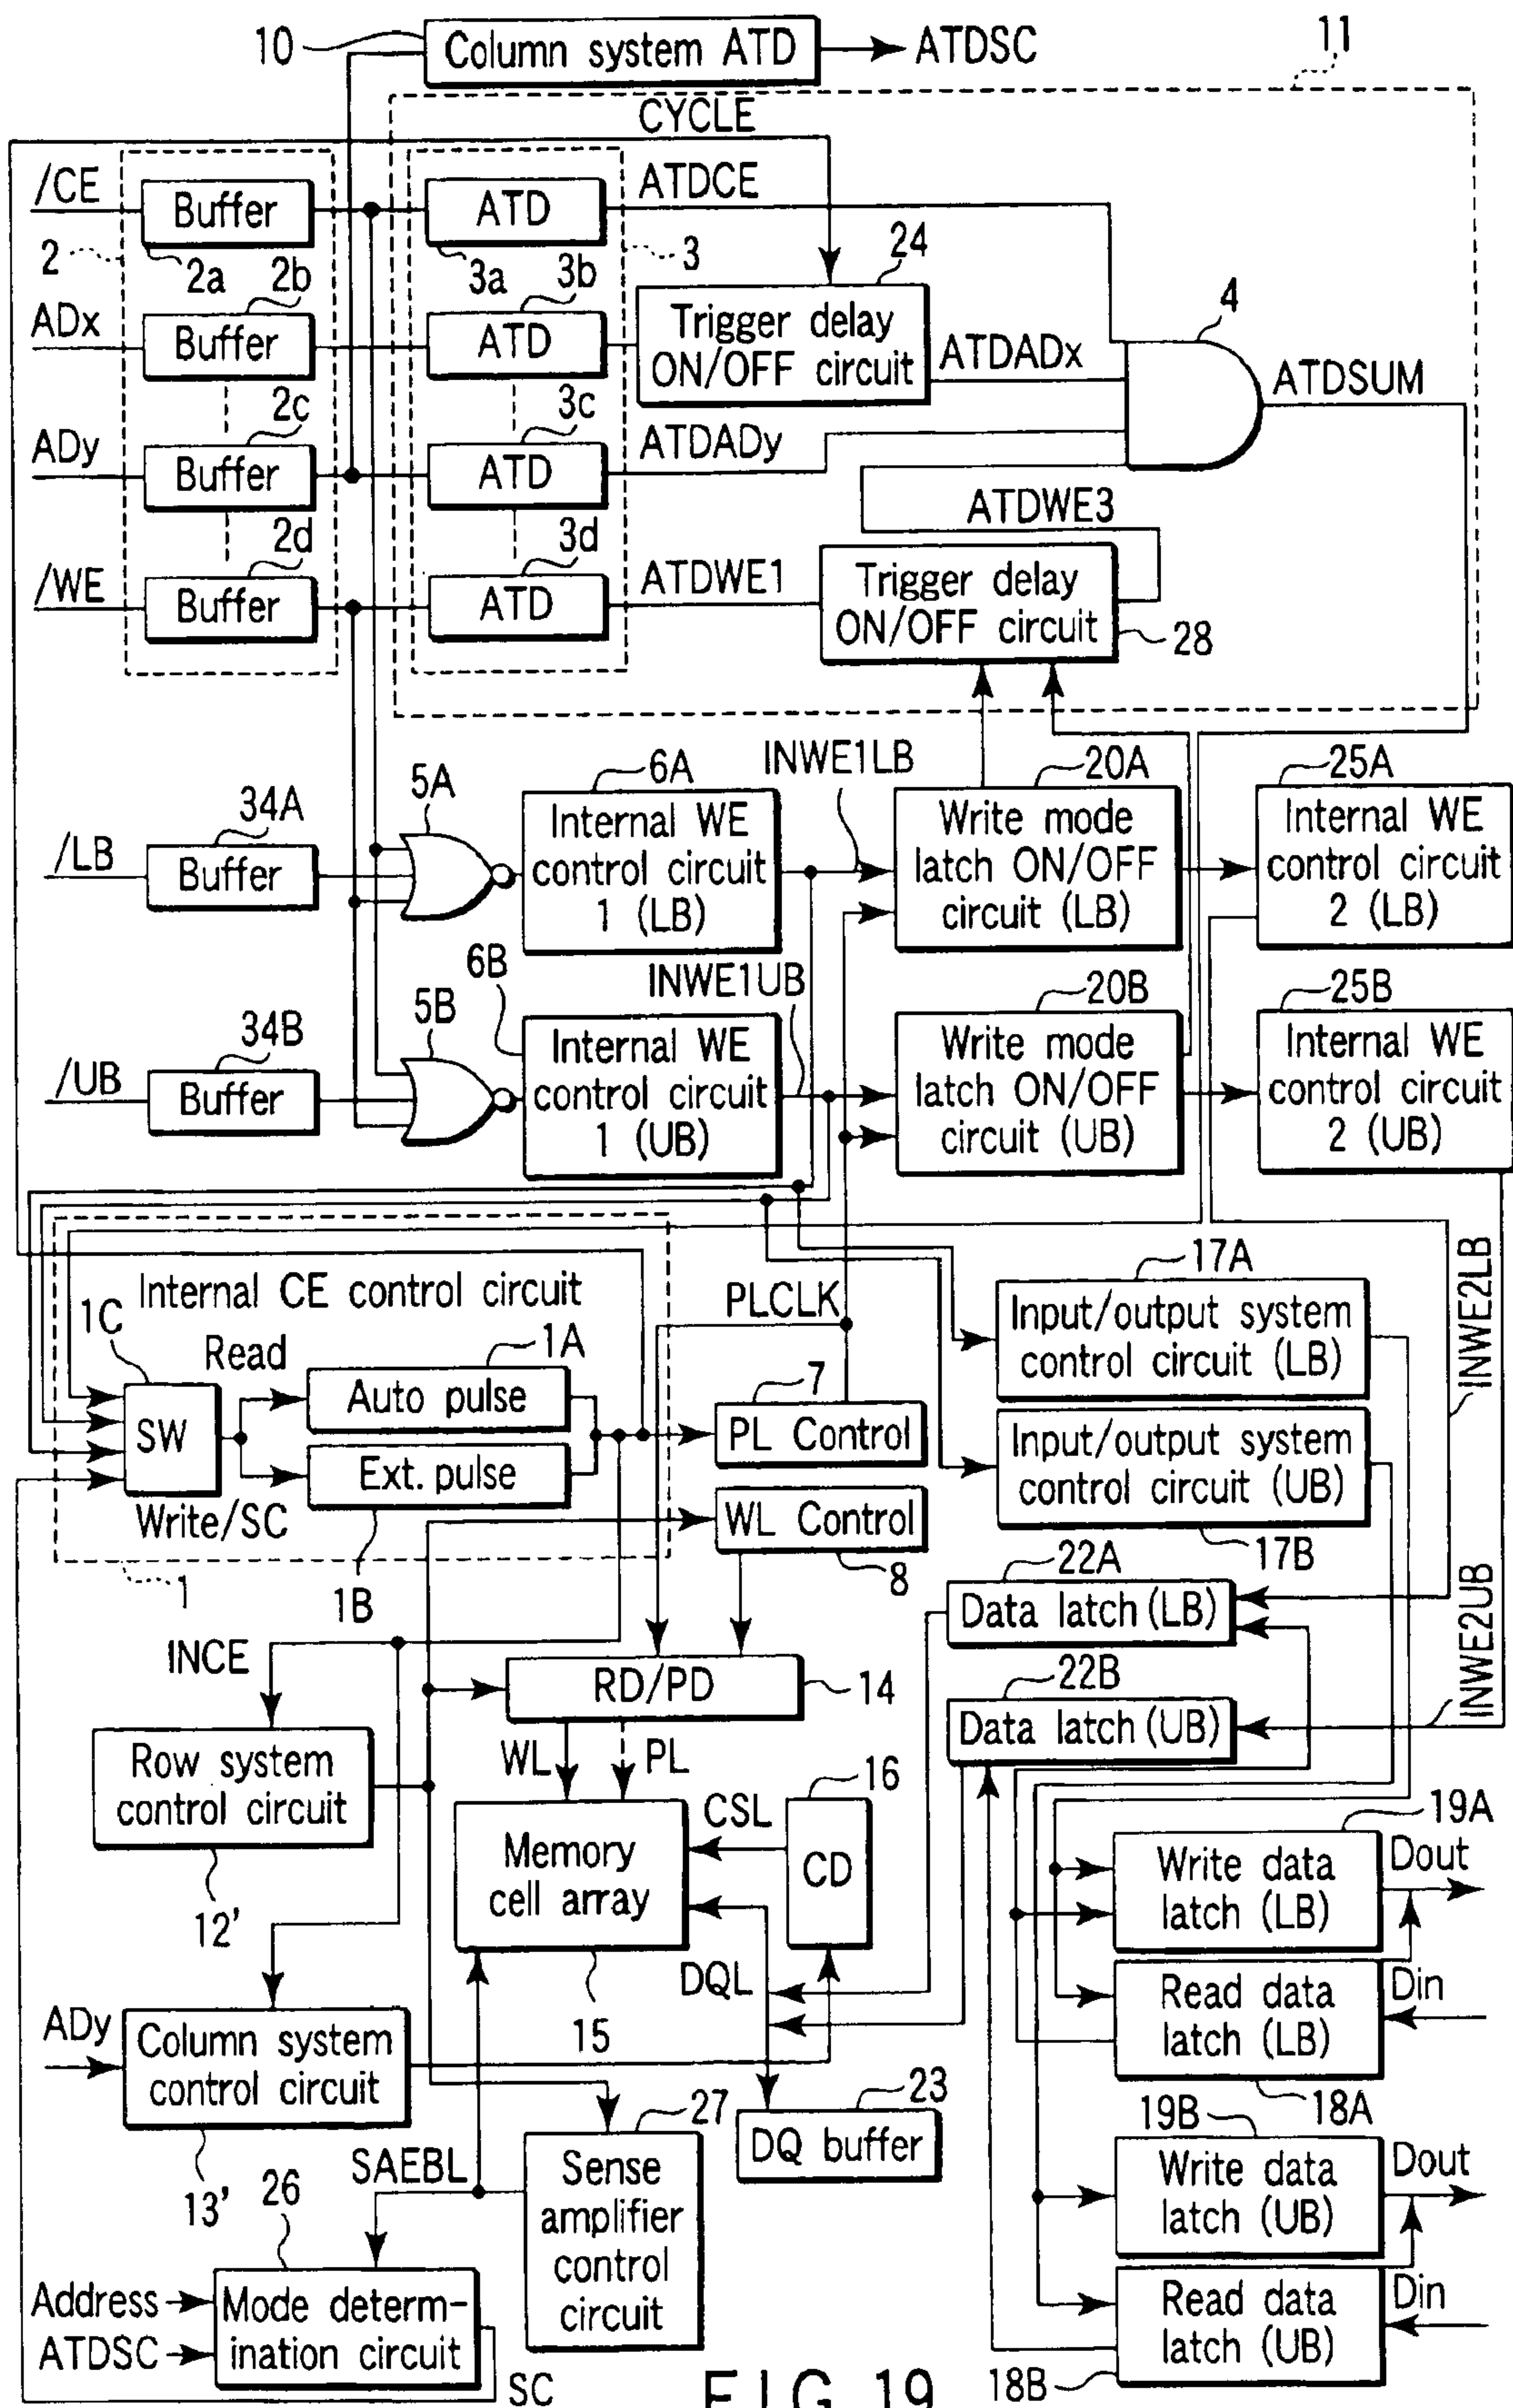 10
Column system ATD
ATDSC
11
CYCLE
/CE
Buffer
2
2a
ATD
3a
ATDCE
3
24
2b
3b
ADx
Buffer
ATD
Trigger delay
ON/OFF circuit
ATDADx
4
ATDSUM
2c
3c
ADy
Buffer
ATD
ATDADy
ATDWE3
2d
3d
/WE
Buffer
ATD
ATDWE1
Trigger delay
ON/OFF circuit
28
34A
5A
6A
INWE1LB
20A
25A
/LB
Buffer
Internal WE
control circuit
1 (LB)
Write mode
latch ON/OFF
circuit (LB)
Internal WE
control circuit
2 (LB)
6B
INWE1UB
34B
5B
20B
25B
/UB
Buffer
Internal WE
control circuit
1 (UB)
Write mode
latch ON/OFF
circuit (UB)
Internal WE
control circuit
2 (UB)
Internal CE control circuit
1C
Read
1A
SW
Auto pulse
Ext. pulse
Write/SC
1
1B
PLCLK
7
PL Control
WL Control
8
17A
Input/output system
control circuit (LB)
Input/output system
control circuit (UB)
17B
INWE2LB
INWE2UB
22A
Data latch (LB)
22B
Data latch (UB)
INCE
RD/PD
14
Row system
control circuit
12'
WL
PL
16
CSL
CD
Memory
cell array
15
DQL
19A
Write data
latch (LB)
Dout
Read data
latch (LB)
Din
18A
ADy
Column system
control circuit
13'
23
DQ buffer
27
Sense
amplifier
control
circuit
SAEBL
26
Address
ATDSC
Mode determ-
ination circuit
SC
19B
Write data
latch (UB)
Dout
Read data
latch (UB)
Din
18B
FIG. 19